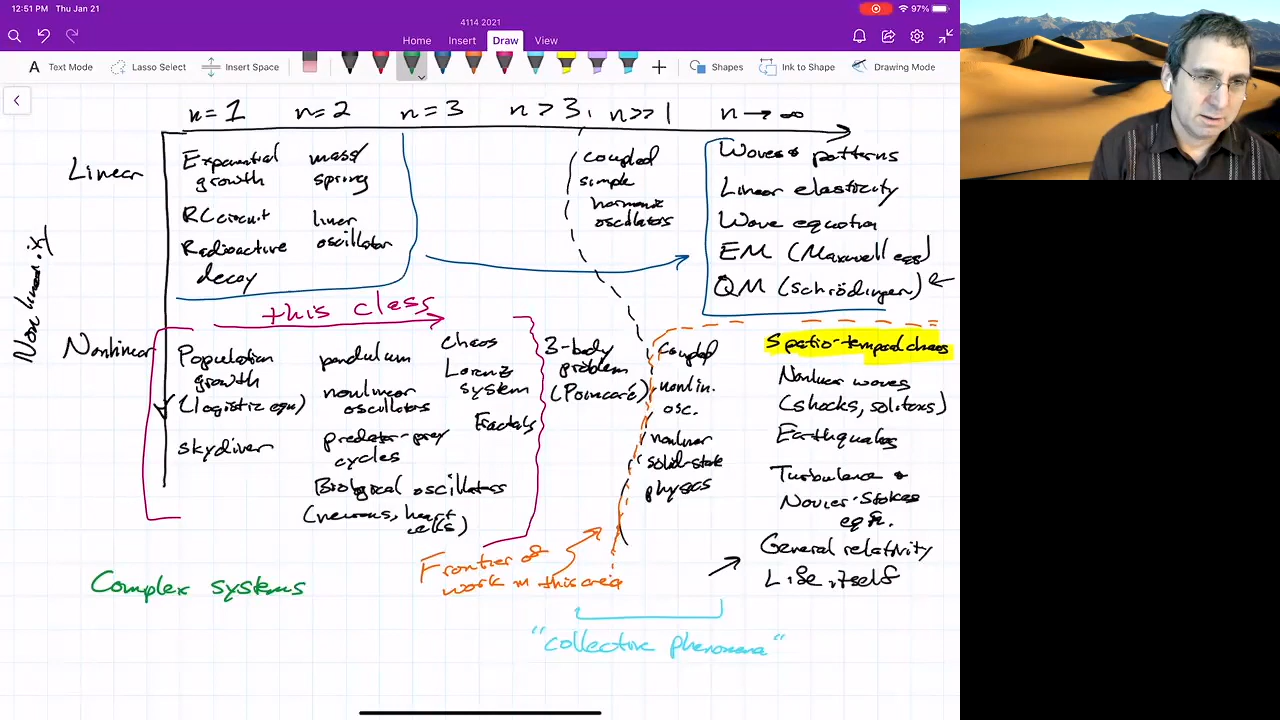 12:51 PM Thu Jan 21
97%
4114 2021
Home Insert Draw View
Text Mode Lasso Select Insert Space Shapes Ink to Shape Drawing Mode
n=1 n=2 n=3 n>3, n>>1 n→∞
Linear
Exponential growth
RC circuit
Radioactive decay
mass/spring
linear oscillator
coupled simple harmonic oscillators
Waves & patterns
Linear elasticity
Wave equation
EM (Maxwell eqs)
QM (Schrödinger)
Nonlinearity
this class
Nonlinear
Population growth
(logistic eqn)
skydiver
pendulum
nonlinear oscillators
predator-prey cycles
Biological oscillators
(neurons, heart cells)
chaos
Lorenz system
Fractals
3-body problem
(Poincaré)
coupled nonlin. osc.
nonlinear solid-state physics
Spatio-temporal chaos
Nonlinear waves
(shocks, solitons)
Earthquakes
Turbulence &
Navier-Stokes eqn.
General relativity
Life itself
Frontier of
work in this area
Complex systems
"collective phenomena"